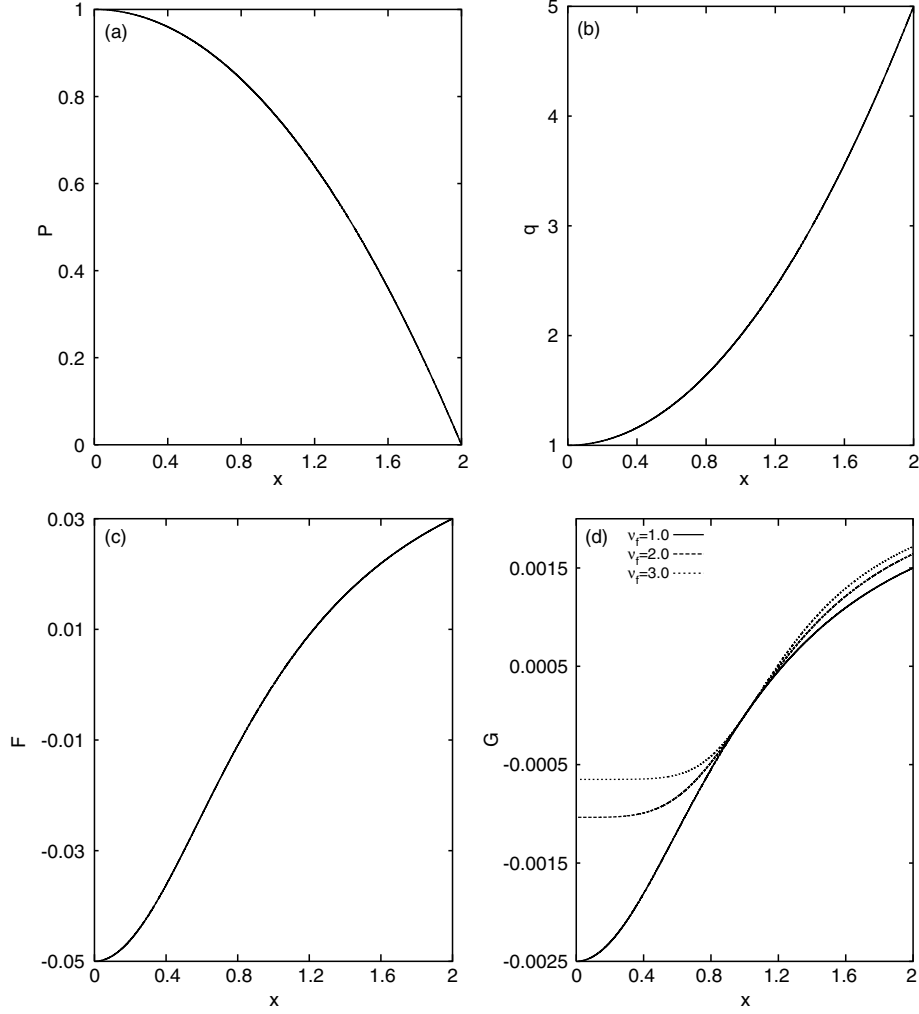 (a)
P
1
0.8
0.6
0.4
0.2
0
0 0.4 0.8 1.2 1.6 2
x
(b)
q
5
4
3
2
1
0 0.4 0.8 1.2 1.6 2
x
(c)
F
0.03
0.01
-0.01
-0.03
-0.05
0 0.4 0.8 1.2 1.6 2
x
(d)
νf=1.0
νf=2.0
νf=3.0
G
0.0015
0.0005
-0.0005
-0.0015
-0.0025
0 0.4 0.8 1.2 1.6 2
x